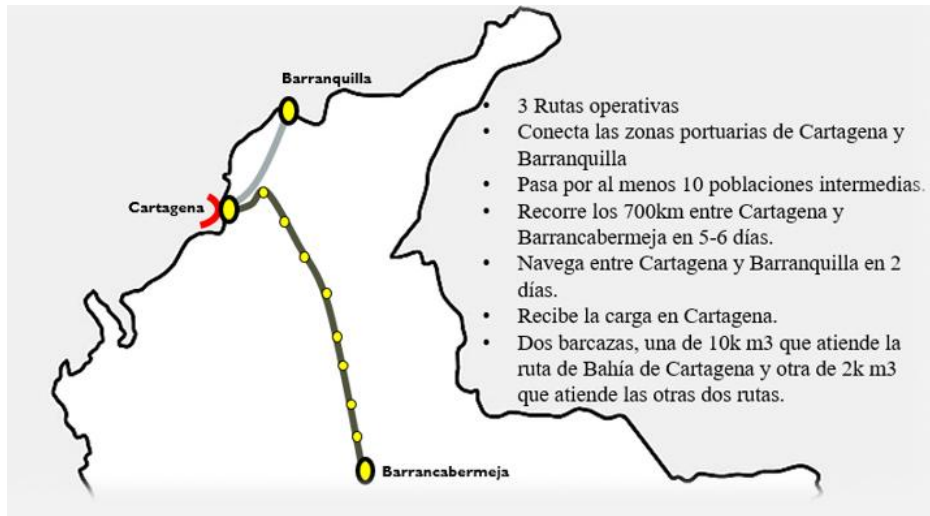 Barranquilla
Cartagena
Barrancabermeja
• 3 Rutas operativas
• Conecta las zonas portuarias de Cartagena y
Barranquilla
• Pasa por al menos 10 poblaciones intermedias.
• Recorre los 700km entre Cartagena y
Barrancabermeja en 5-6 días.
• Navega entre Cartagena y Barranquilla en 2
días.
• Recibe la carga en Cartagena.
• Dos barcazas, una de 10k m3 que atiende la
ruta de Bahía de Cartagena y otra de 2k m3
que atiende las otras dos rutas.